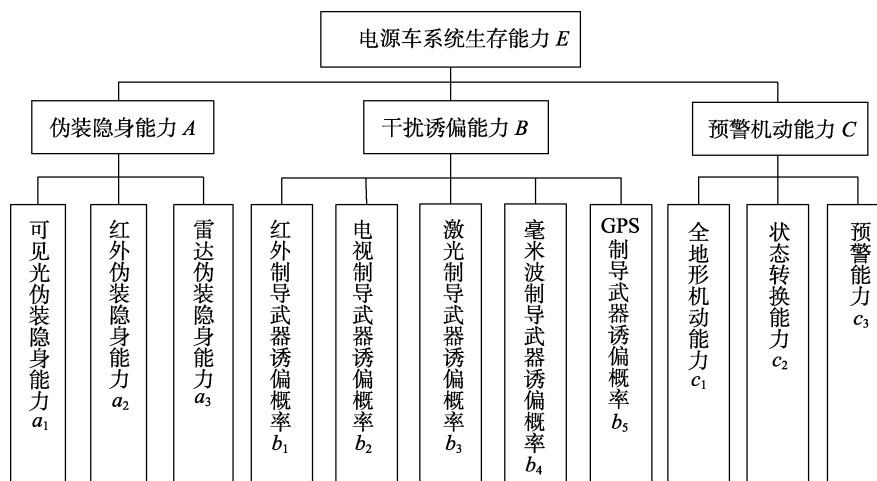 电源车系统生存能力 E
伪装隐身能力 A
干扰诱偏能力 B
预警机动能力 C
可见光伪装隐身能力 a₁
红外伪装隐身能力 a₂
雷达伪装隐身能力 a₃
红外制导武器诱偏概率 b₁
电视制导武器诱偏概率 b₂
激光制导武器诱偏概率 b₃
毫米波制导武器诱偏概率 b₄
GPS制导武器诱偏概率 b₅
全地形机动能力 c₁
状态转换能力 c₂
预警能力 c₃